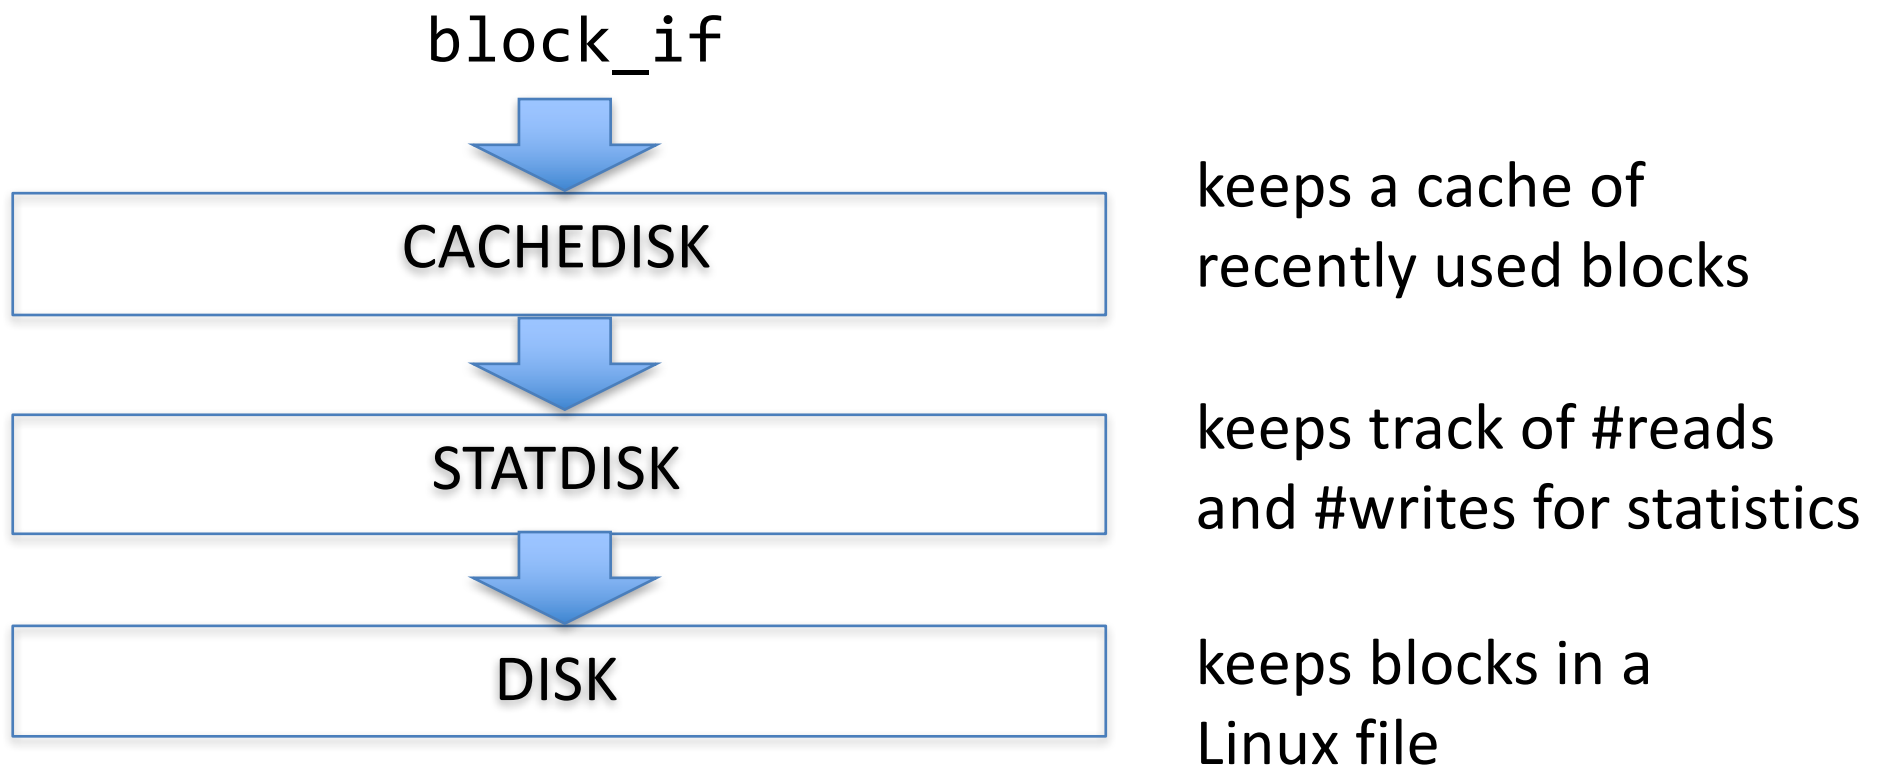 block_if
CACHEDISK
keeps a cache of
recently used blocks
STATDISK
keeps track of #reads
and #writes for statistics
DISK
keeps blocks in a
Linux file